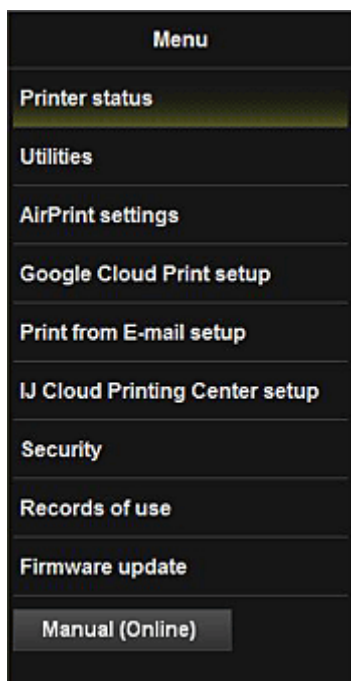 Menu
Printer status
Utilities
AirPrint settings
Google Cloud Print setup
Print from E-mail setup
IJ Cloud Printing Center setup
Security
Records of use
Firmware update
Manual (Online)